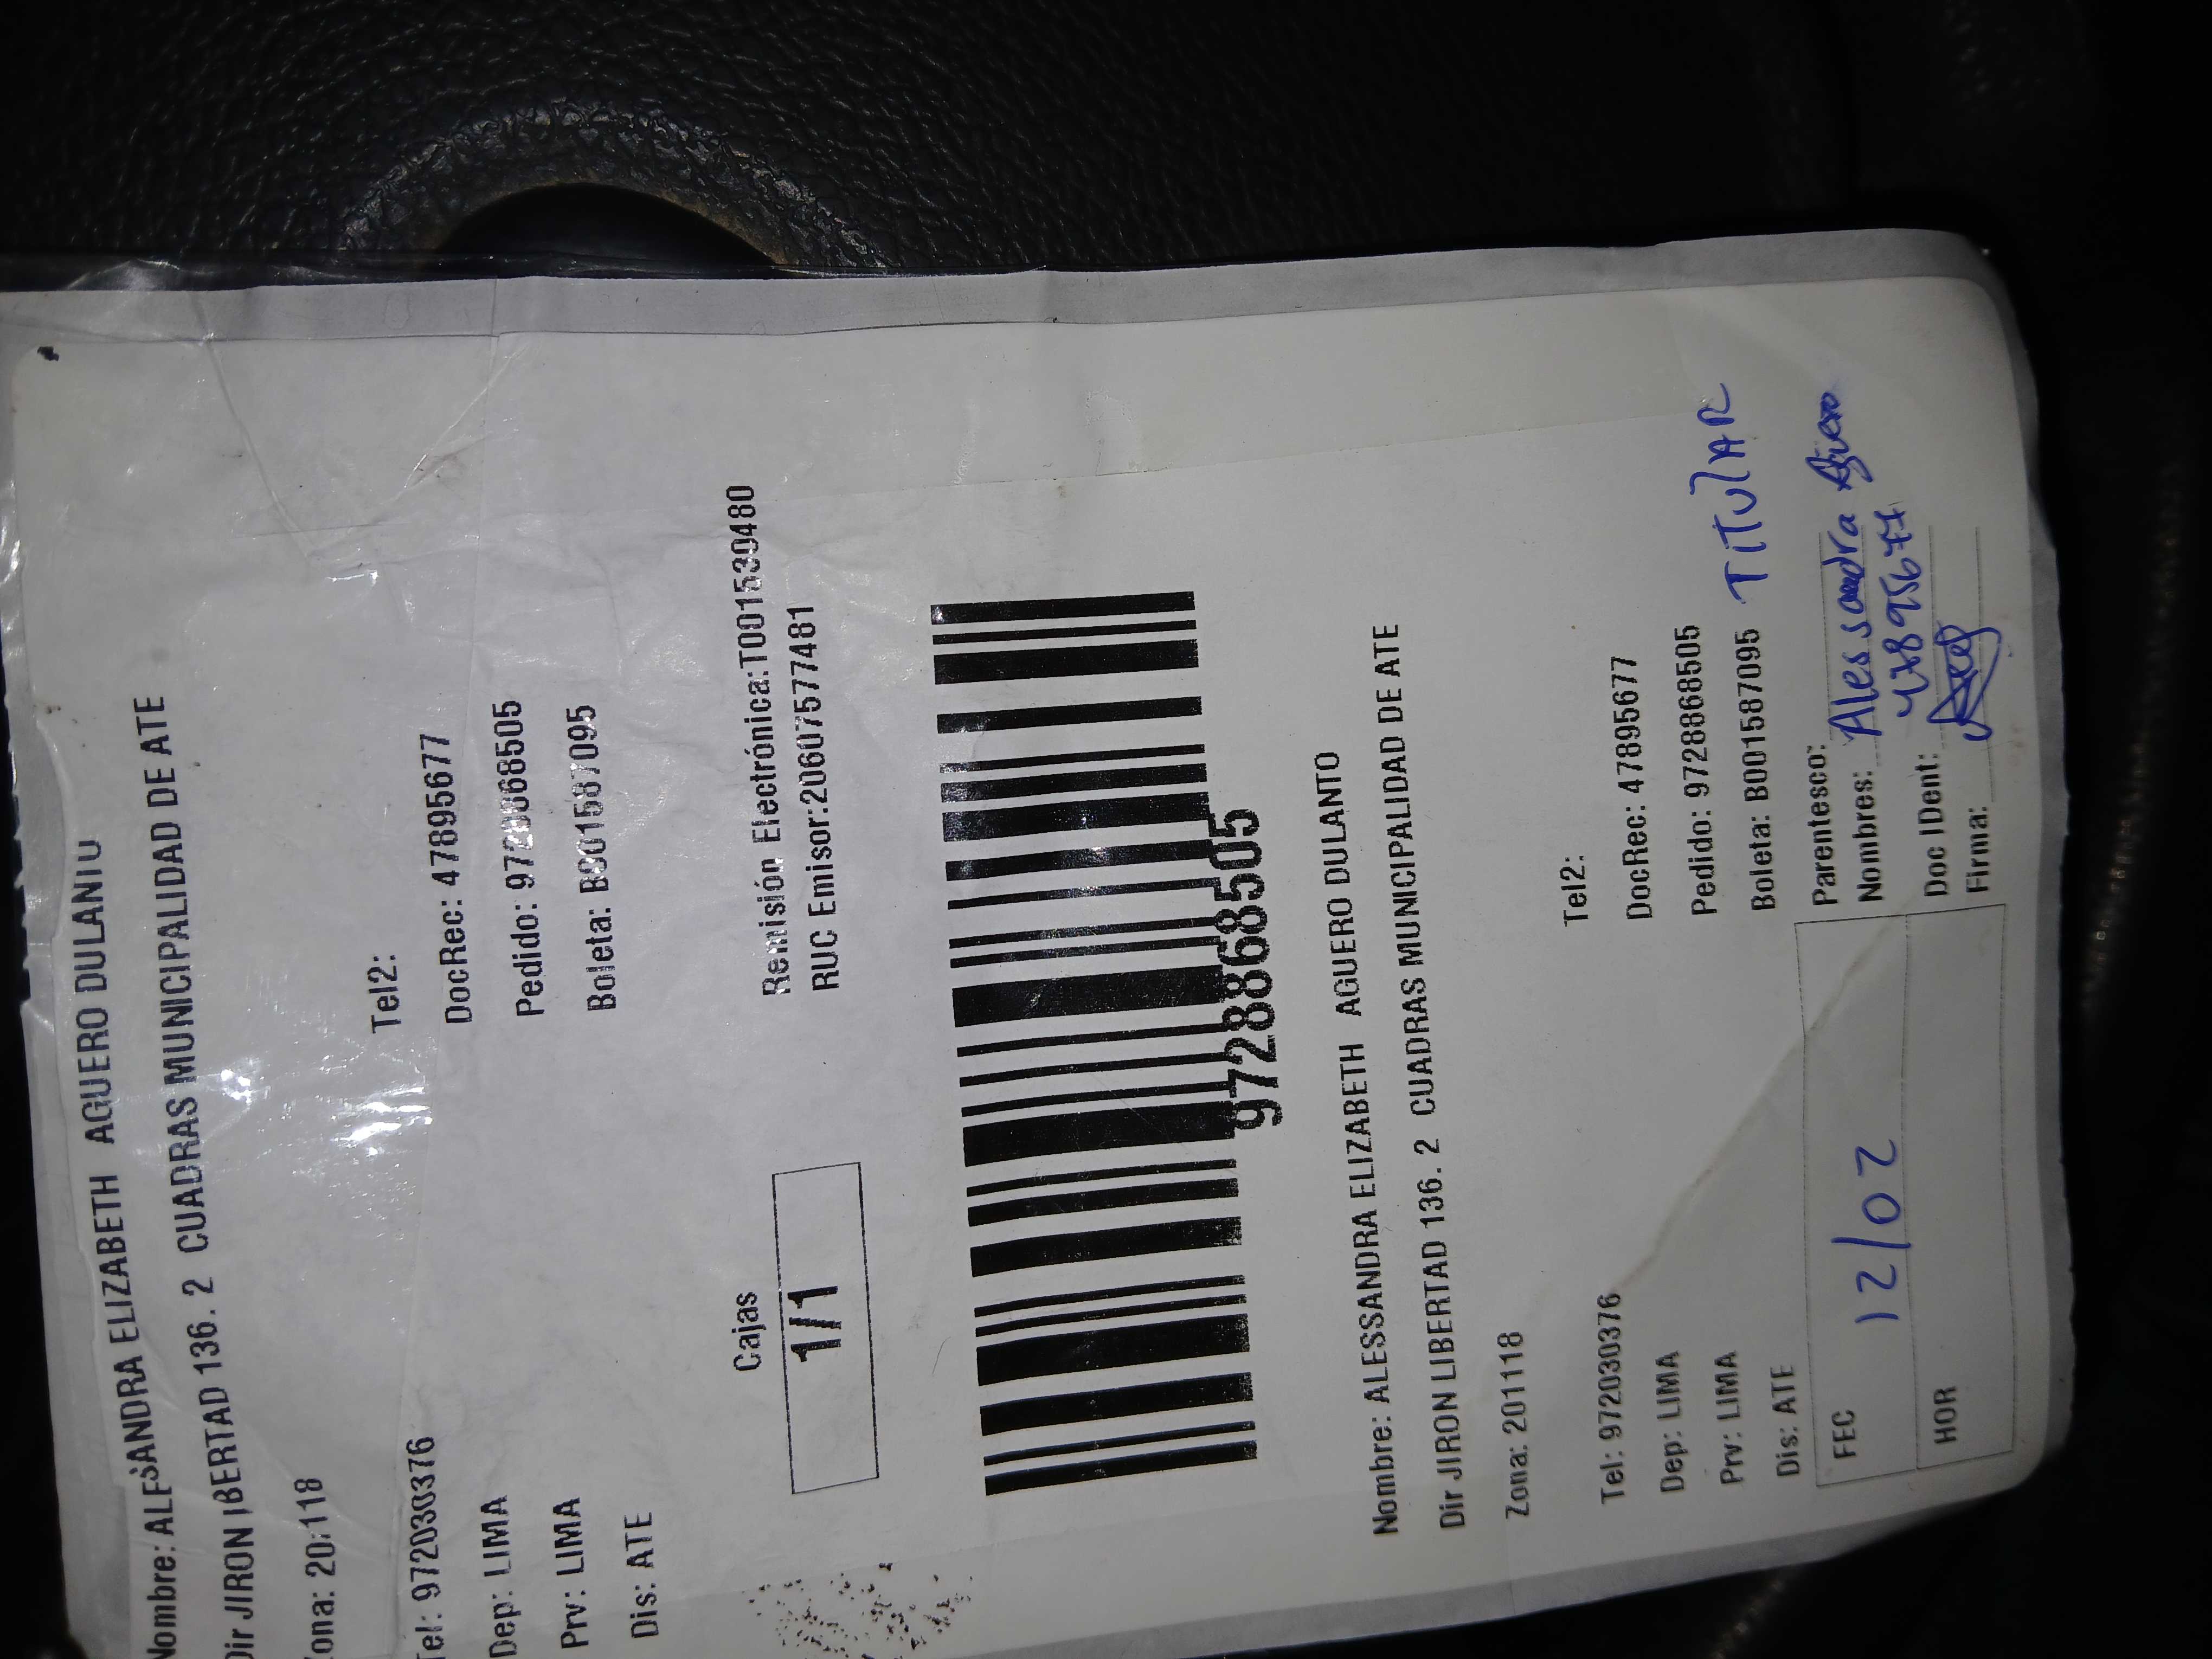 Nombre: ALESSANDRA ELIZABETH AGUERO DULANTO
Dir JIRON LIBERTAD 136. 2 CUADRAS MUNICIPALIDAD DE ATE
Zona: 201118
Tel: 972030376 Tel2:
Dep: LIMA DocRec: 47895677
Prv: LIMA Pedido: 9728868505
Dis: ATE Boleta: B001587095
Cajas Remisión Electrónica:T001530480
1/1 RUC Emisor:20607577481
9728868505
Nombre: ALESSANDRA ELIZABETH AGUERO DULANTO
Dir JIRON LIBERTAD 136. 2 CUADRAS MUNICIPALIDAD DE ATE
Zona: 201118
Tel2:
Tel: 972030376 DocRec: 47895677
Dep: LIMA Pedido: 9728868505
Prv: LIMA Boleta: B001587095
Dis: ATE TITULAR
FEC 12/02 Parentesco:
Nombres: Alessandra Aguero
HOR Doc IDent: 47895677
Firma: